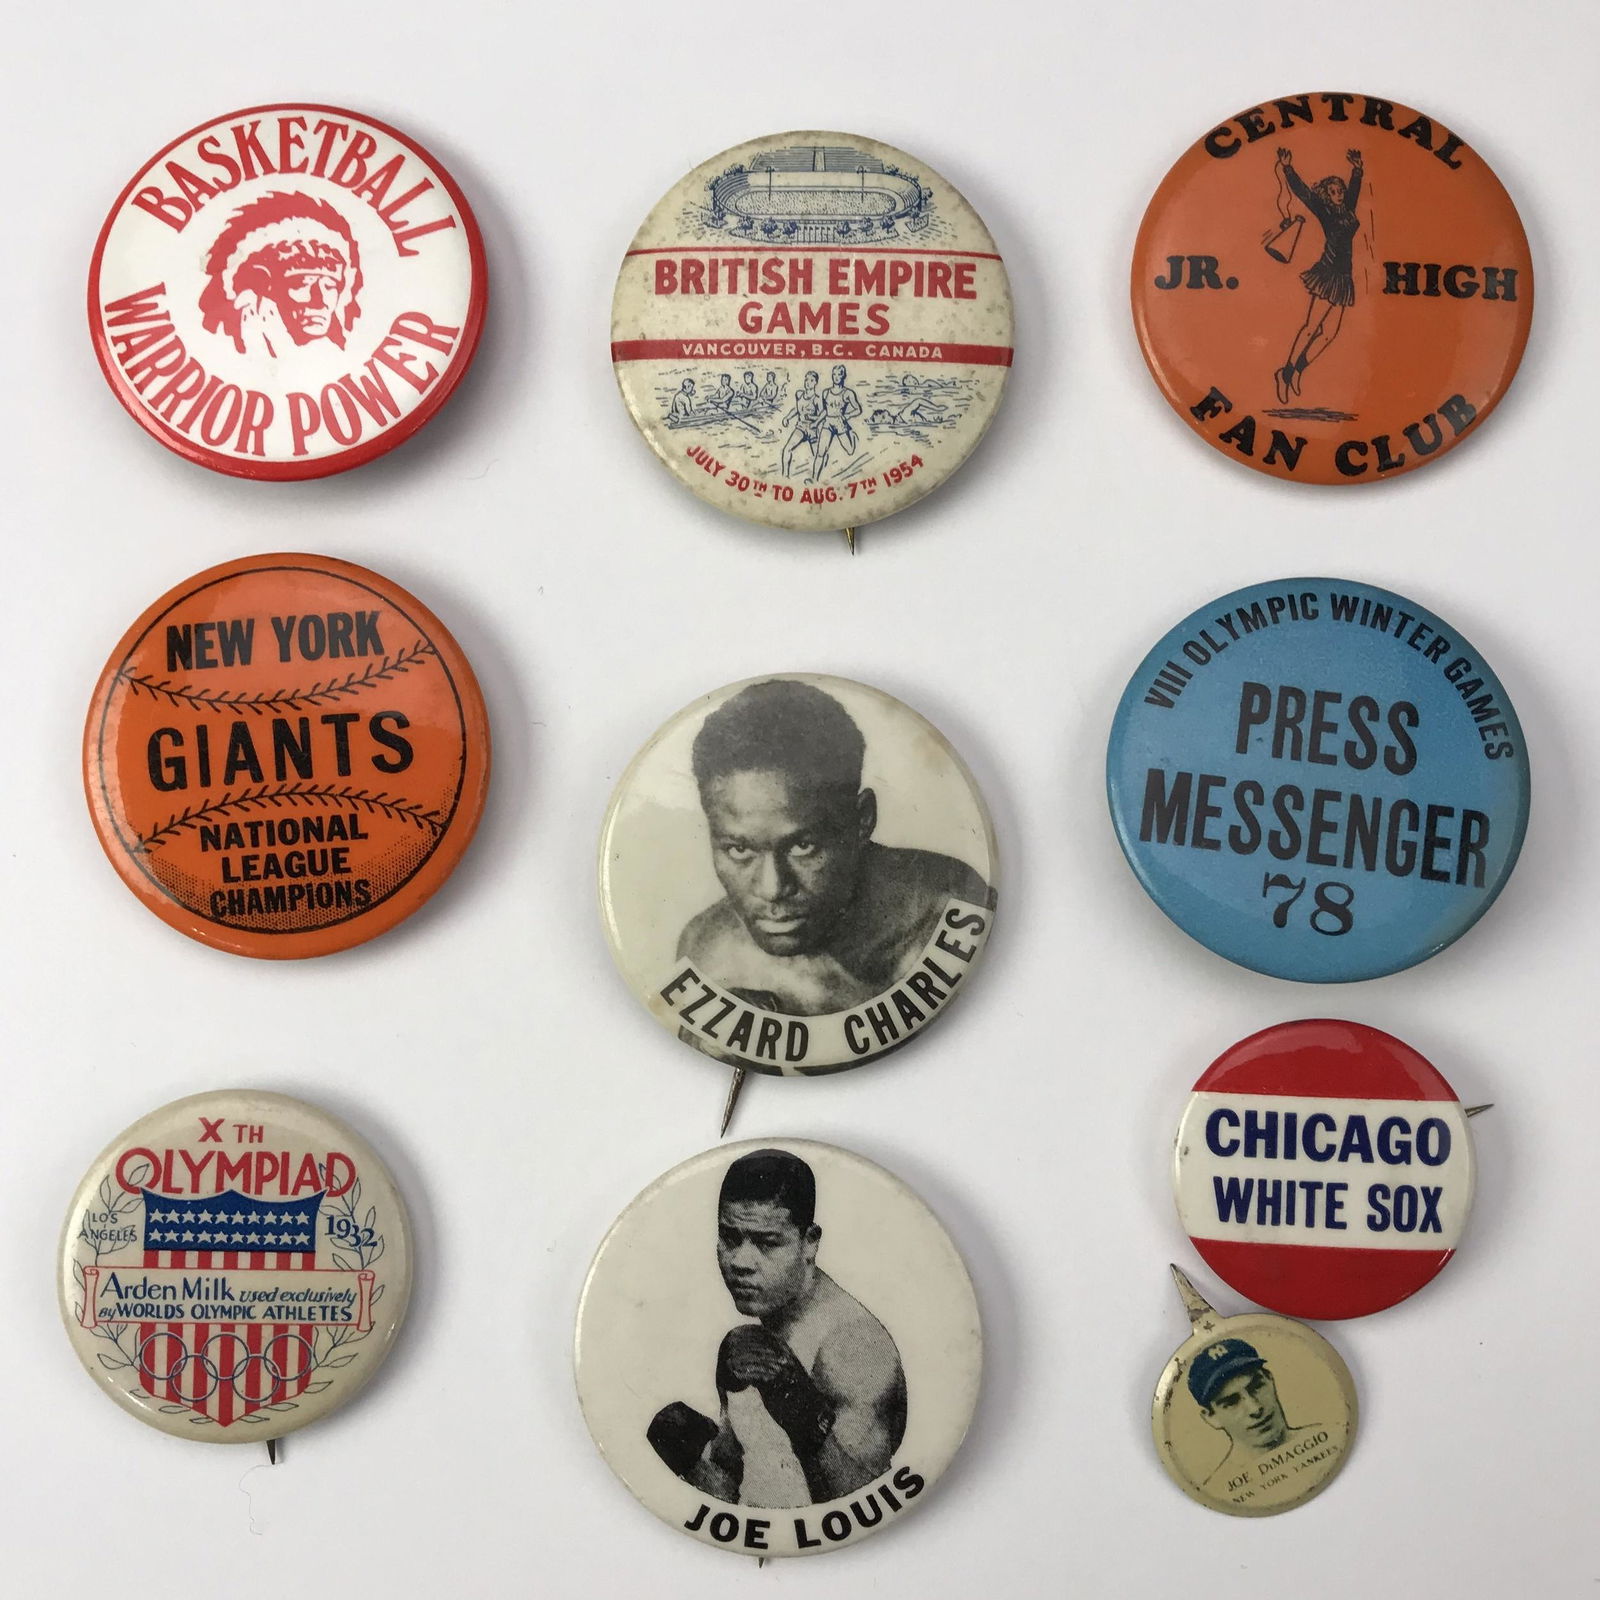 BASKETBALL
WARRIOR POWER
BRITISH EMPIRE
GAMES
VANCOUVER, B.C. CANADA
JULY 30TH TO AUG. 7TH 1954
CENTRAL
JR. HIGH
FAN CLUB
NEW YORK
GIANTS
NATIONAL
LEAGUE
CHAMPIONS
EZZARD CHARLES
VIII OLYMPIC WINTER GAMES
PRESS
MESSENGER
78
XTH
OLYMPIAD
LOS
ANGELES
1932
Arden Milk used exclusively
By WORLDS OLYMPIC ATHLETES
JOE LOUIS
CHICAGO
WHITE SOX
JOE DiMAGGIO
NEW YORK YANKEES